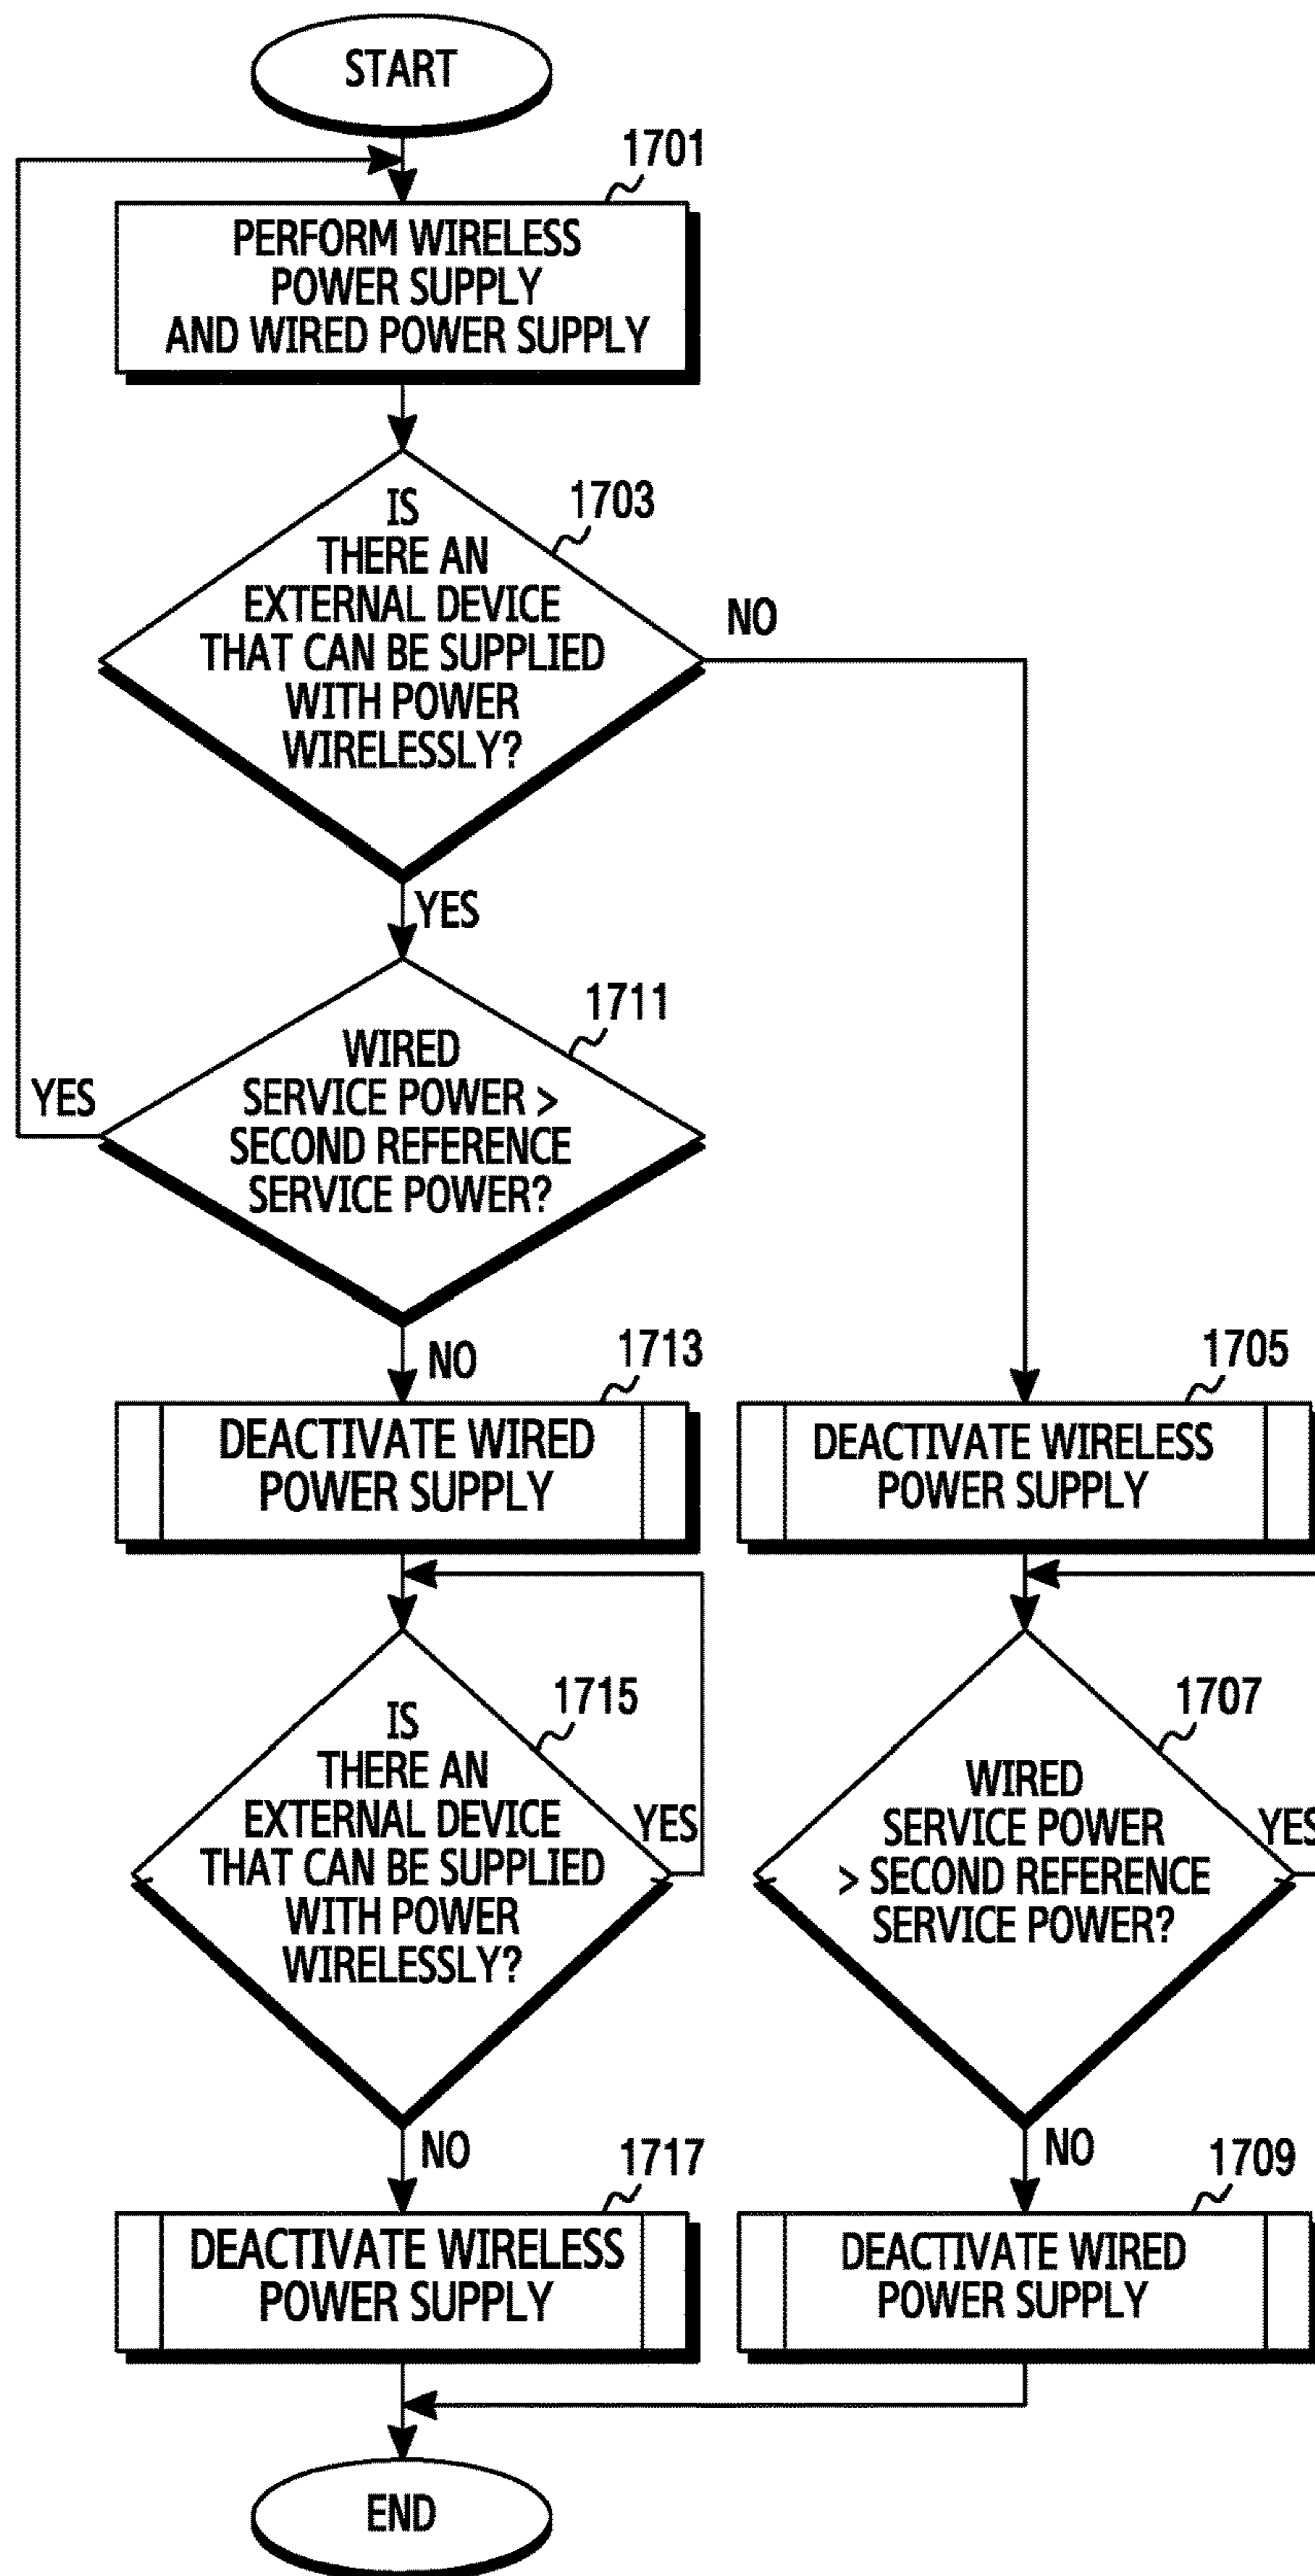 START
1701
PERFORM WIRELESS
POWER SUPPLY
AND WIRED POWER SUPPLY
1703
IS
THERE AN
EXTERNAL DEVICE
THAT CAN BE SUPPLIED
WITH POWER
WIRELESSLY?
NO
YES
1711
WIRED
SERVICE POWER >
SECOND REFERENCE
SERVICE POWER?
YES
NO
1713
DEACTIVATE WIRED
POWER SUPPLY
1705
DEACTIVATE WIRELESS
POWER SUPPLY
1715
IS
THERE AN
EXTERNAL DEVICE
THAT CAN BE SUPPLIED
WITH POWER
WIRELESSLY?
YES
NO
1707
WIRED
SERVICE POWER
> SECOND REFERENCE
SERVICE POWER?
YES
NO
1717
DEACTIVATE WIRELESS
POWER SUPPLY
1709
DEACTIVATE WIRED
POWER SUPPLY
END